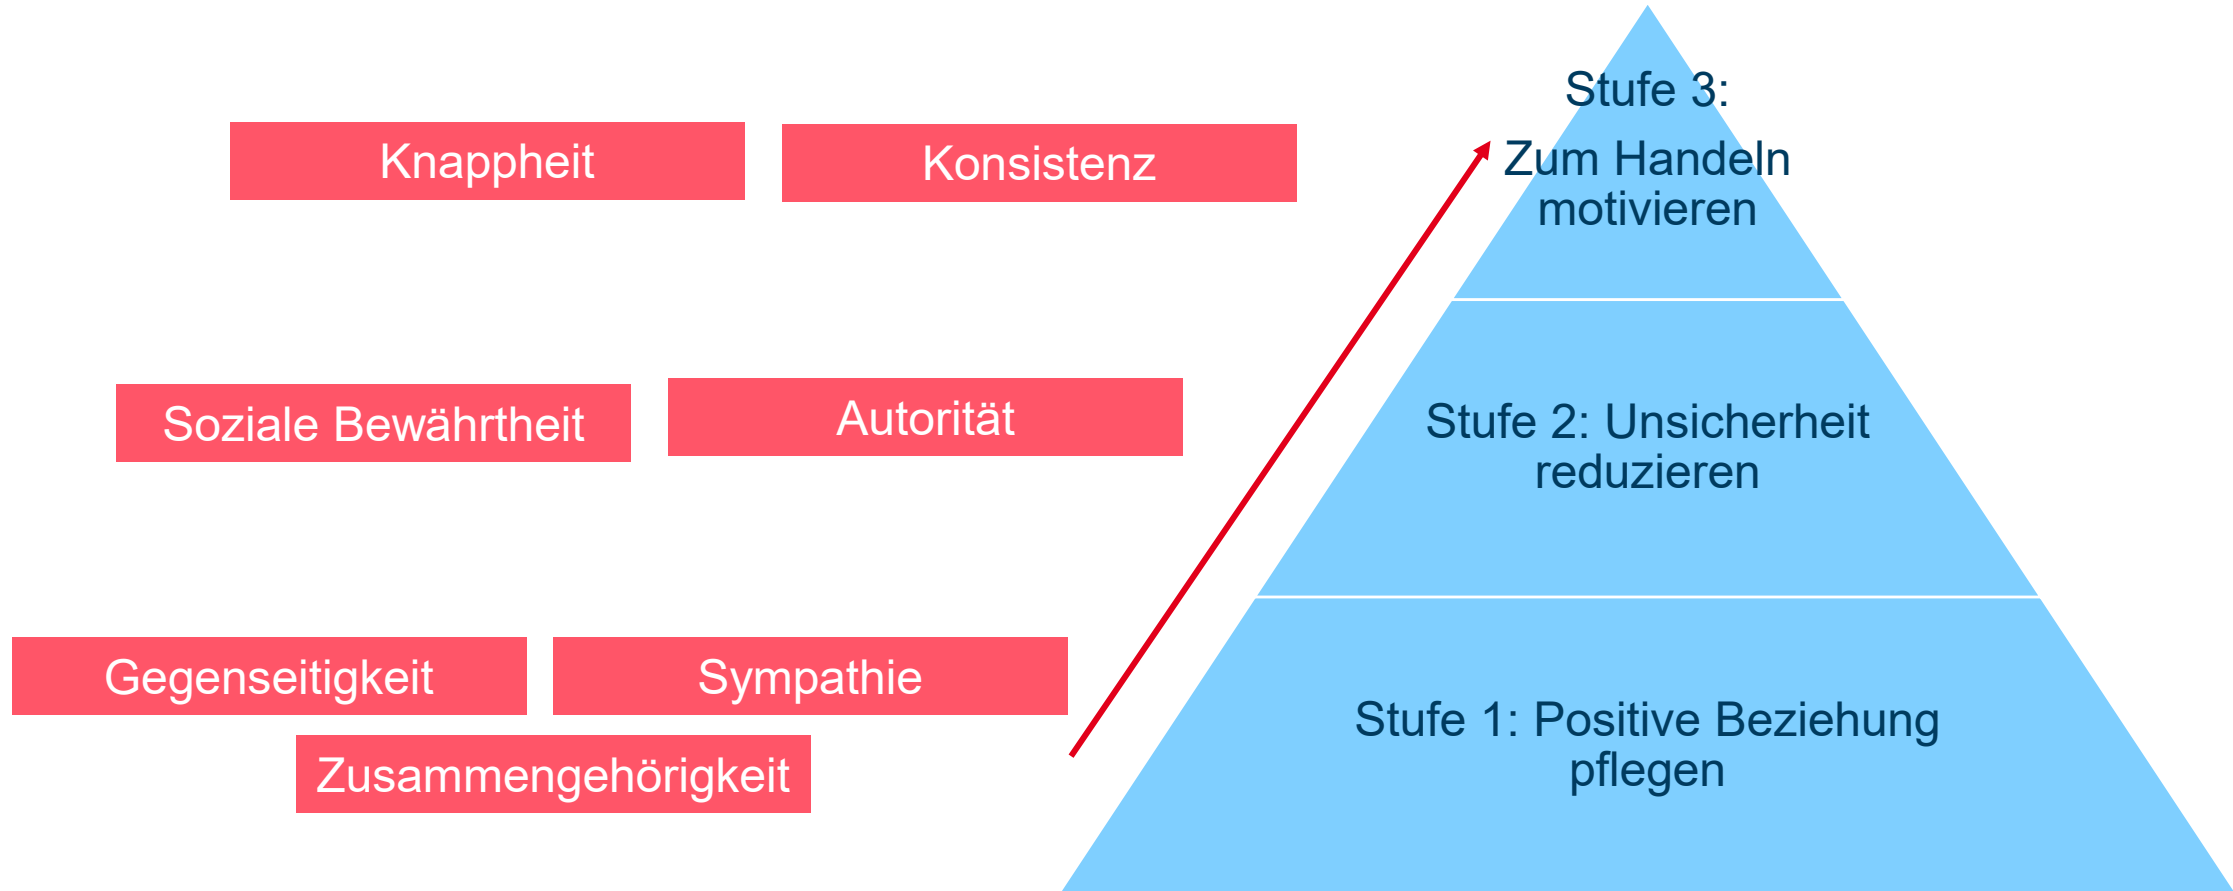 Knappheit
Konsistenz
Soziale Bewährtheit
Autorität
Gegenseitigkeit
Sympathie
Zusammengehörigkeit
Stufe 3:
Zum Handeln
motivieren
Stufe 2: Unsicherheit
reduzieren
Stufe 1: Positive Beziehung
pflegen